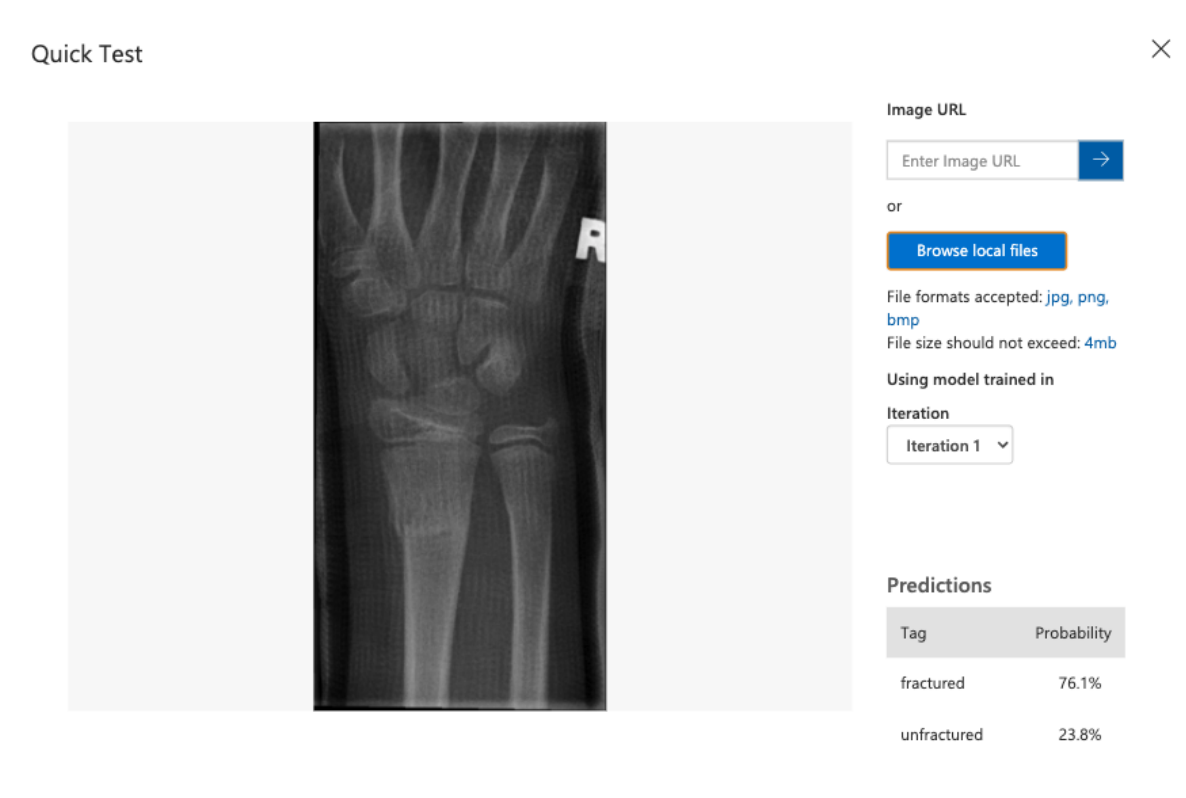 Quick Test
Image URL
Enter Image URL
or
Browse local files
File formats accepted: jpg, png,
bmp
File size should not exceed: 4mb
Using model trained in
Iteration
Iteration 1
R
Predictions
Tag Probability
fractured 76.1%
unfractured 23.8%